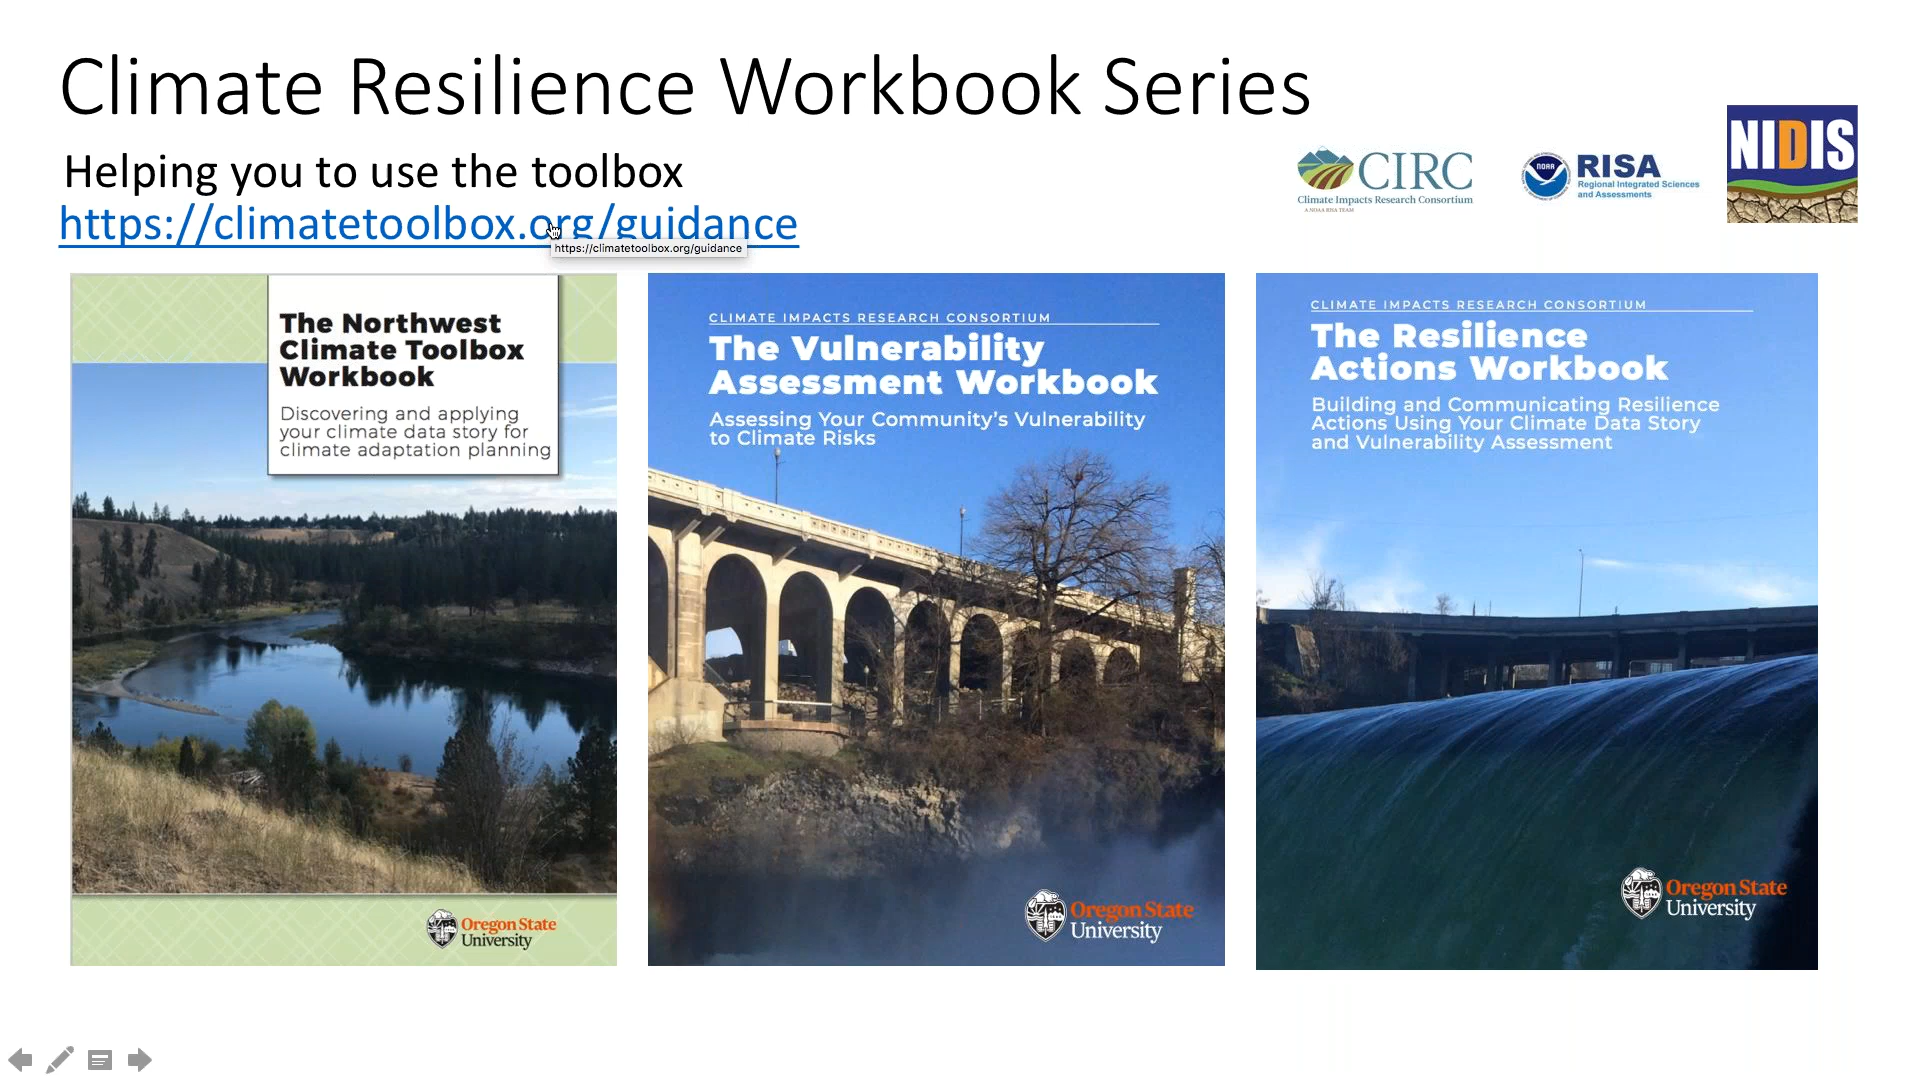 Climate Resilience Workbook Series
Helping you to use the toolbox
https://climatetoolbox.org/guidance
https://climatetoolbox.org/guidance
CIRC
Climate Impacts Research Consortium
A NOAA RISA TEAM
NOAA
RISA
Regional Integrated Sciences
and Assessments
NIDIS
The Northwest
Climate Toolbox
Workbook
Discovering and applying
your climate data story for
climate adaptation planning
Oregon State
University
CLIMATE IMPACTS RESEARCH CONSORTIUM
The Vulnerability
Assessment Workbook
Assessing Your Community's Vulnerability
to Climate Risks
Oregon State
University
CLIMATE IMPACTS RESEARCH CONSORTIUM
The Resilience
Actions Workbook
Building and Communicating Resilience
Actions Using Your Climate Data Story
and Vulnerability Assessment
Oregon State
University